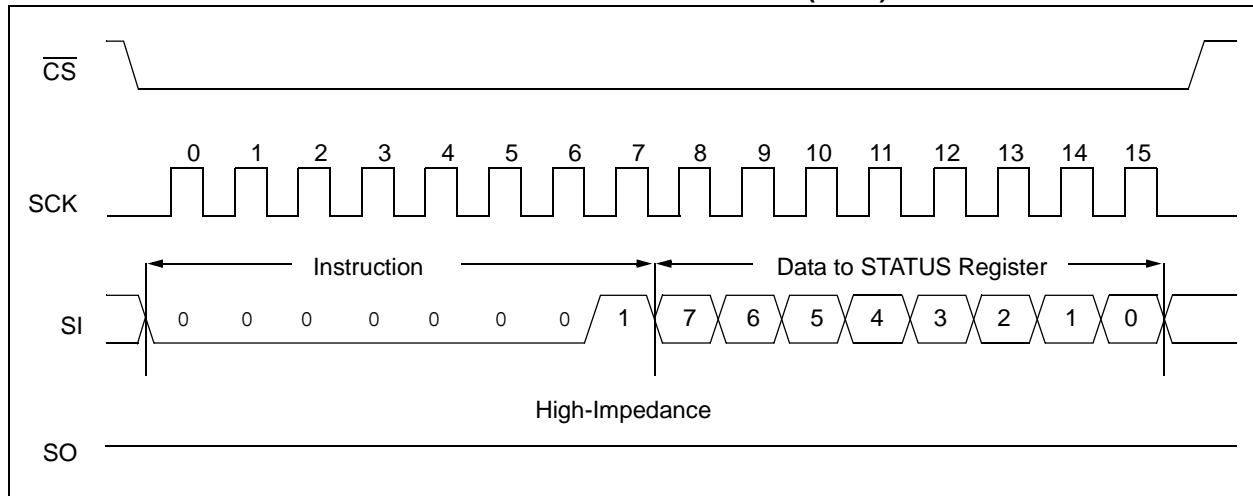 CS
0 1 2 3 4 5 6 7 8 9 10 11 12 13 14 15
SCK
Instruction Data to STATUS Register
SI 0 0 0 0 0 0 0 1 7 6 5 4 3 2 1 0
High-Impedance
SO